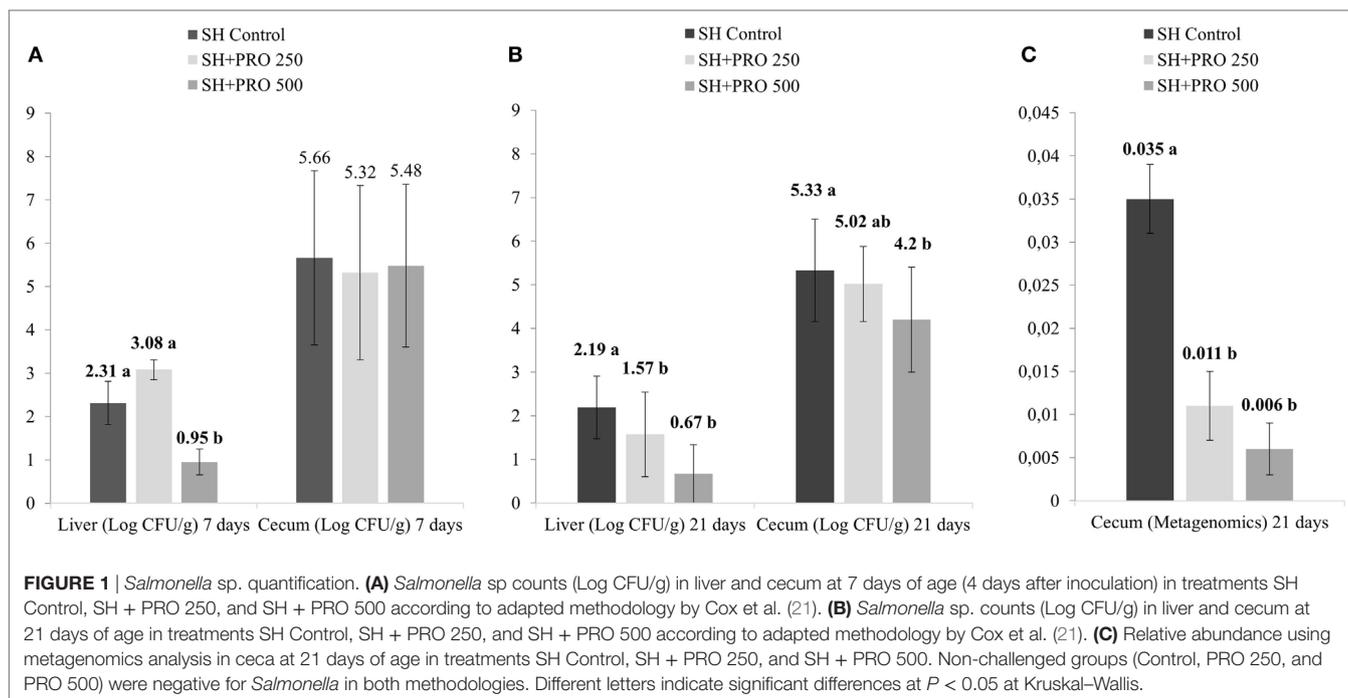 A
SH Control
SH+PRO 250
SH+PRO 500
9
8
7
6
5
4
3
2
1
0
2.31 a
3.08 a
0.95 b
5.66
5.32
5.48
Liver (Log CFU/g) 7 days
Cecum (Log CFU/g) 7 days
B
SH Control
SH+PRO 250
SH+PRO 500
9
8
7
6
5
4
3
2
1
0
2.19 a
1.57 b
0.67 b
5.33 a
5.02 ab
4.2 b
Liver (Log CFU/g) 21 days
Cecum (Log CFU/g) 21 days
C
SH Control
SH+PRO 250
SH+PRO 500
0,045
0,04
0,035
0,03
0,025
0,02
0,015
0,01
0,005
0
0.035 a
0.011 b
0.006 b
Cecum (Metagenomics) 21 days
FIGURE 1 | Salmonella sp. quantification. (A) Salmonella sp counts (Log CFU/g) in liver and cecum at 7 days of age (4 days after inoculation) in treatments SH
Control, SH + PRO 250, and SH + PRO 500 according to adapted methodology by Cox et al. (21). (B) Salmonella sp. counts (Log CFU/g) in liver and cecum at
21 days of age in treatments SH Control, SH + PRO 250, and SH + PRO 500 according to adapted methodology by Cox et al. (21). (C) Relative abundance using
metagenomics analysis in ceca at 21 days of age in treatments SH Control, SH + PRO 250, and SH + PRO 500. Non-challenged groups (Control, PRO 250, and
PRO 500) were negative for Salmonella in both methodologies. Different letters indicate significant differences at P < 0.05 at Kruskal–Wallis.